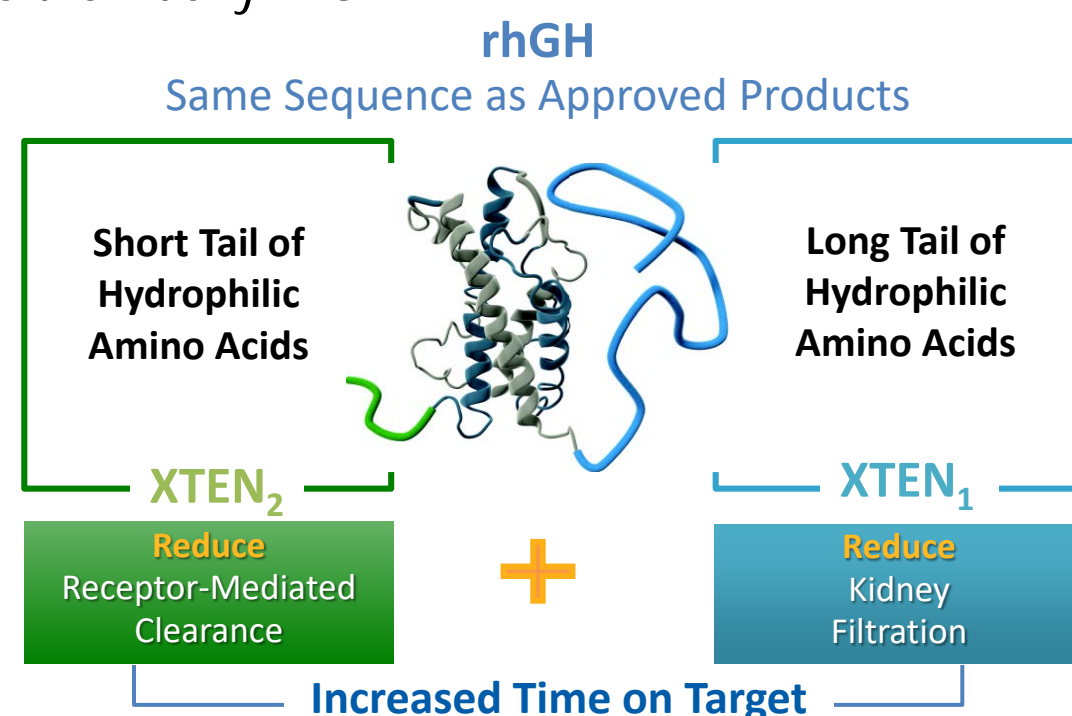 rhGH
Same Sequence as Approved Products
Short Tail of
Hydrophilic
Amino Acids
Long Tail of
Hydrophilic
Amino Acids
XTEN₂
XTEN₁
Reduce
Receptor-Mediated
Clearance
Reduce
Kidney
Filtration
Increased Time on Target